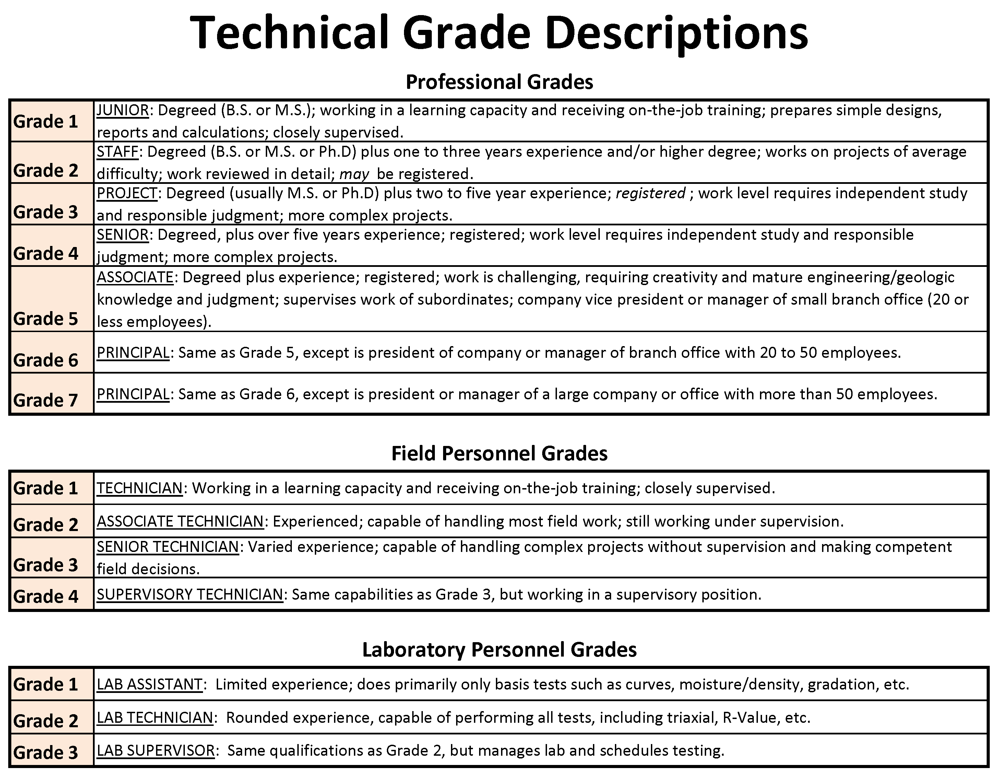 Technical Grade Descriptions
Professional Grades
Grade 1
JUNIOR: Degreed (B.S. or M.S.); working in a learning capacity and receiving on-the-job training; prepares simple designs,
reports and calculations; closely supervised.
Grade 2
STAFF: Degreed (B.S. or M.S. or Ph.D) plus one to three years experience and/or higher degree; works on projects of average
difficulty; work reviewed in detail; may be registered.
Grade 3
PROJECT: Degreed (usually M.S. or Ph.D) plus two to five year experience; registered ; work level requires independent study
and responsible judgment; more complex projects.
Grade 4
SENIOR: Degreed, plus over five years experience; registered; work level requires independent study and responsible
judgment; more complex projects.
Grade 5
ASSOCIATE: Degreed plus experience; registered; work is challenging, requiring creativity and mature engineering/geologic
knowledge and judgment; supervises work of subordinates; company vice president or manager of small branch office (20 or
less employees).
Grade 6
PRINCIPAL: Same as Grade 5, except is president of company or manager of branch office with 20 to 50 employees.
Grade 7
PRINCIPAL: Same as Grade 6, except is president or manager of a large company or office with more than 50 employees.
Field Personnel Grades
Grade 1
TECHNICIAN: Working in a learning capacity and receiving on-the-job training; closely supervised.
Grade 2
ASSOCIATE TECHNICIAN: Experienced; capable of handling most field work; still working under supervision.
Grade 3
SENIOR TECHNICIAN: Varied experience; capable of handling complex projects without supervision and making competent
field decisions.
Grade 4
SUPERVISORY TECHNICIAN: Same capabilities as Grade 3, but working in a supervisory position.
Laboratory Personnel Grades
Grade 1
LAB ASSISTANT: Limited experience; does primarily only basis tests such as curves, moisture/density, gradation, etc.
Grade 2
LAB TECHNICIAN: Rounded experience, capable of performing all tests, including triaxial, R-Value, etc.
Grade 3
LAB SUPERVISOR: Same qualifications as Grade 2, but manages lab and schedules testing.